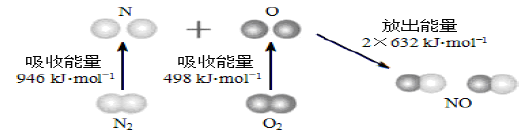 N
+
O
放出能量
2×632 kJ·mol⁻¹
吸收能量
946 kJ·mol⁻¹
吸收能量
498 kJ·mol⁻¹
N₂
O₂
NO